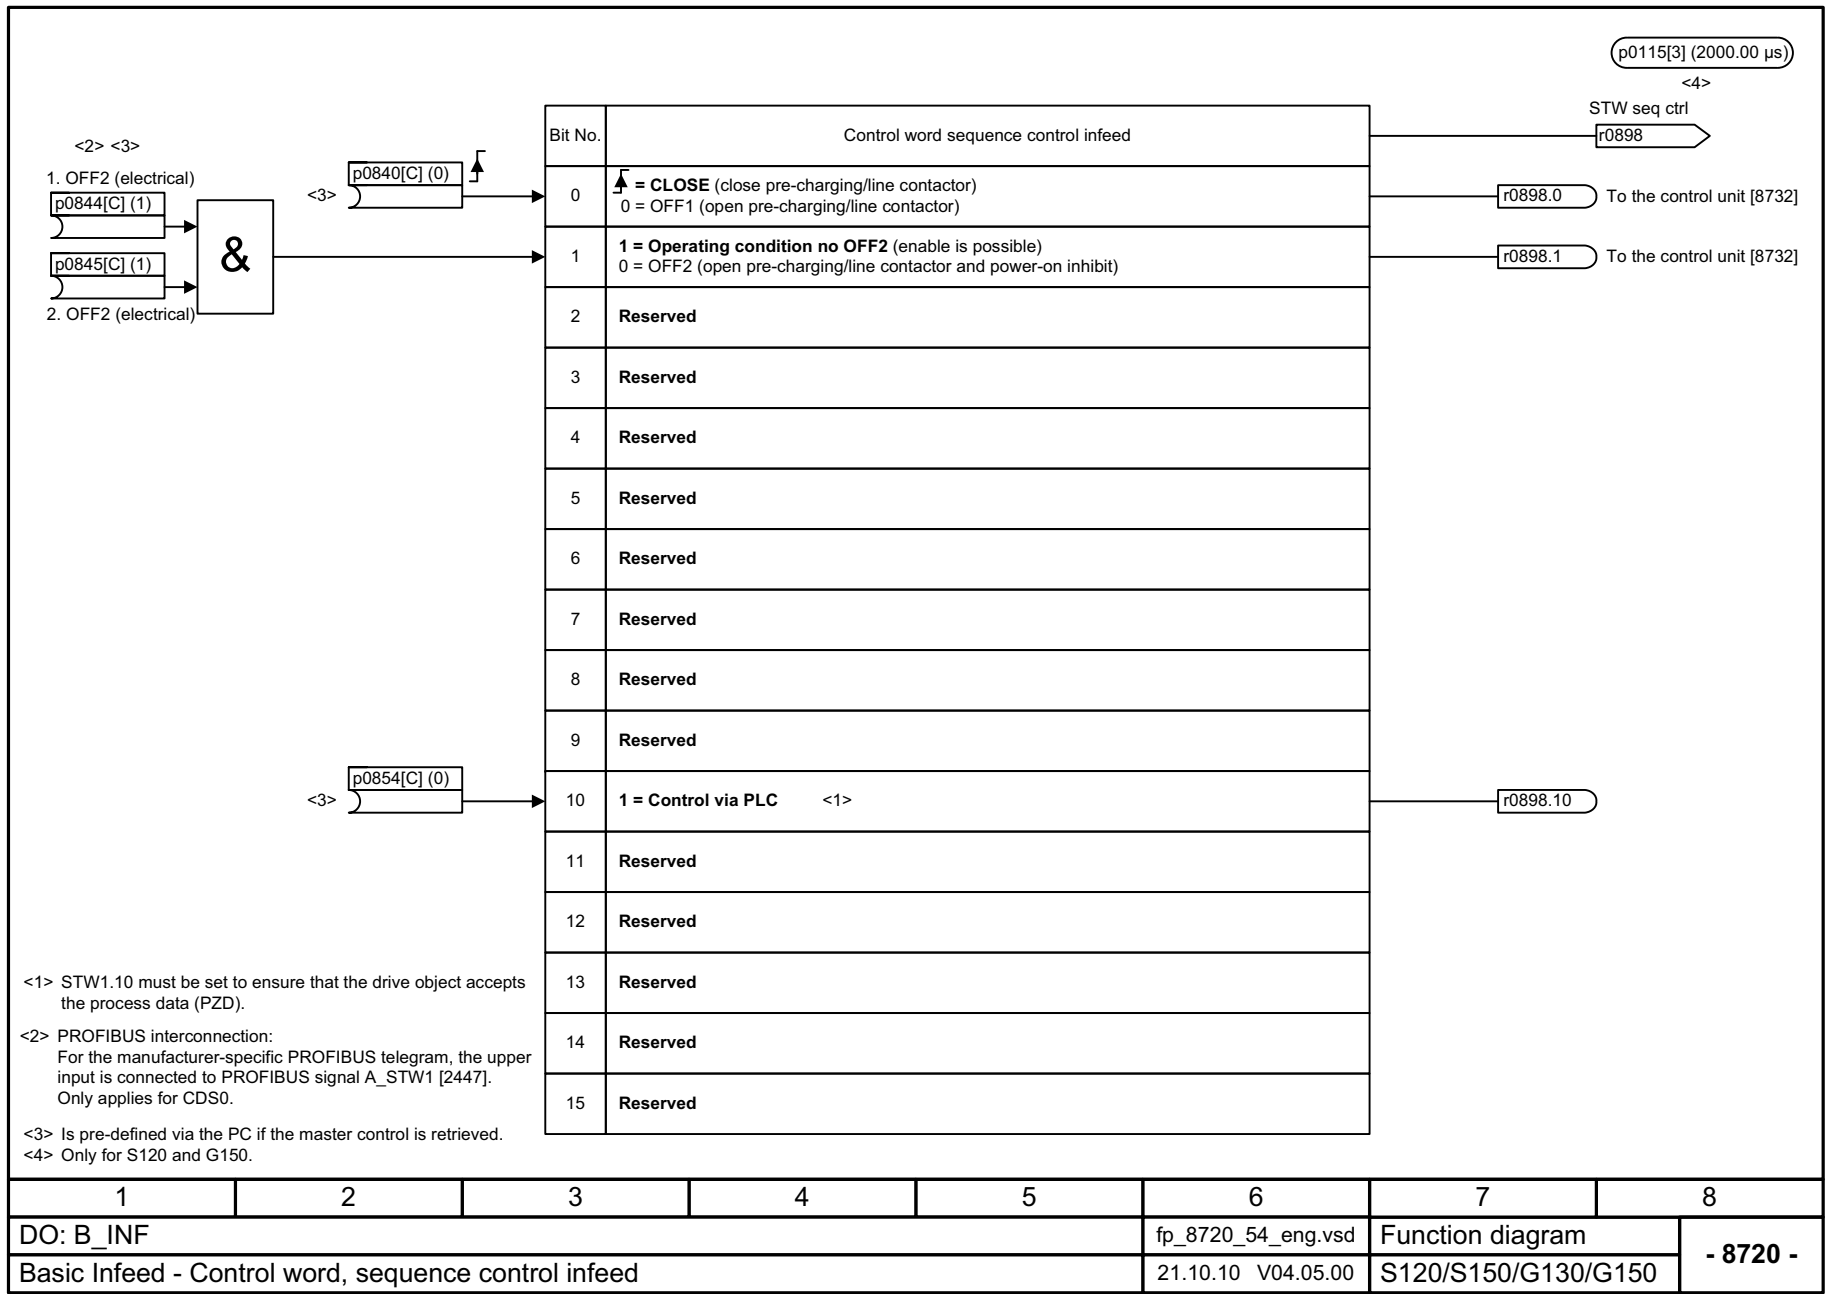 p0115[3] (2000.00 µs)
<4>
STW seq ctrl
r0898
Bit No.
Control word sequence control infeed
<2> <3>
1. OFF2 (electrical)
p0844[C] (1)
p0845[C] (1)
2. OFF2 (electrical)
&
<3>
p0840[C] (0)
0
= CLOSE (close pre-charging/line contactor)
0 = OFF1 (open pre-charging/line contactor)
r0898.0
To the control unit [8732]
1
1 = Operating condition no OFF2 (enable is possible)
0 = OFF2 (open pre-charging/line contactor and power-on inhibit)
r0898.1
To the control unit [8732]
2
Reserved
3
Reserved
4
Reserved
5
Reserved
6
Reserved
7
Reserved
8
Reserved
9
Reserved
<3>
p0854[C] (0)
10
1 = Control via PLC <1>
r0898.10
11
Reserved
12
Reserved
13
Reserved
14
Reserved
15
Reserved
<1> STW1.10 must be set to ensure that the drive object accepts
the process data (PZD).
<2> PROFIBUS interconnection:
For the manufacturer-specific PROFIBUS telegram, the upper
input is connected to PROFIBUS signal A_STW1 [2447].
Only applies for CDS0.
<3> Is pre-defined via the PC if the master control is retrieved.
<4> Only for S120 and G150.
1 2 3 4 5 6 7 8
DO: B_INF
fp_8720_54_eng.vsd
Function diagram
- 8720 -
Basic Infeed - Control word, sequence control infeed
21.10.10 V04.05.00
S120/S150/G130/G150